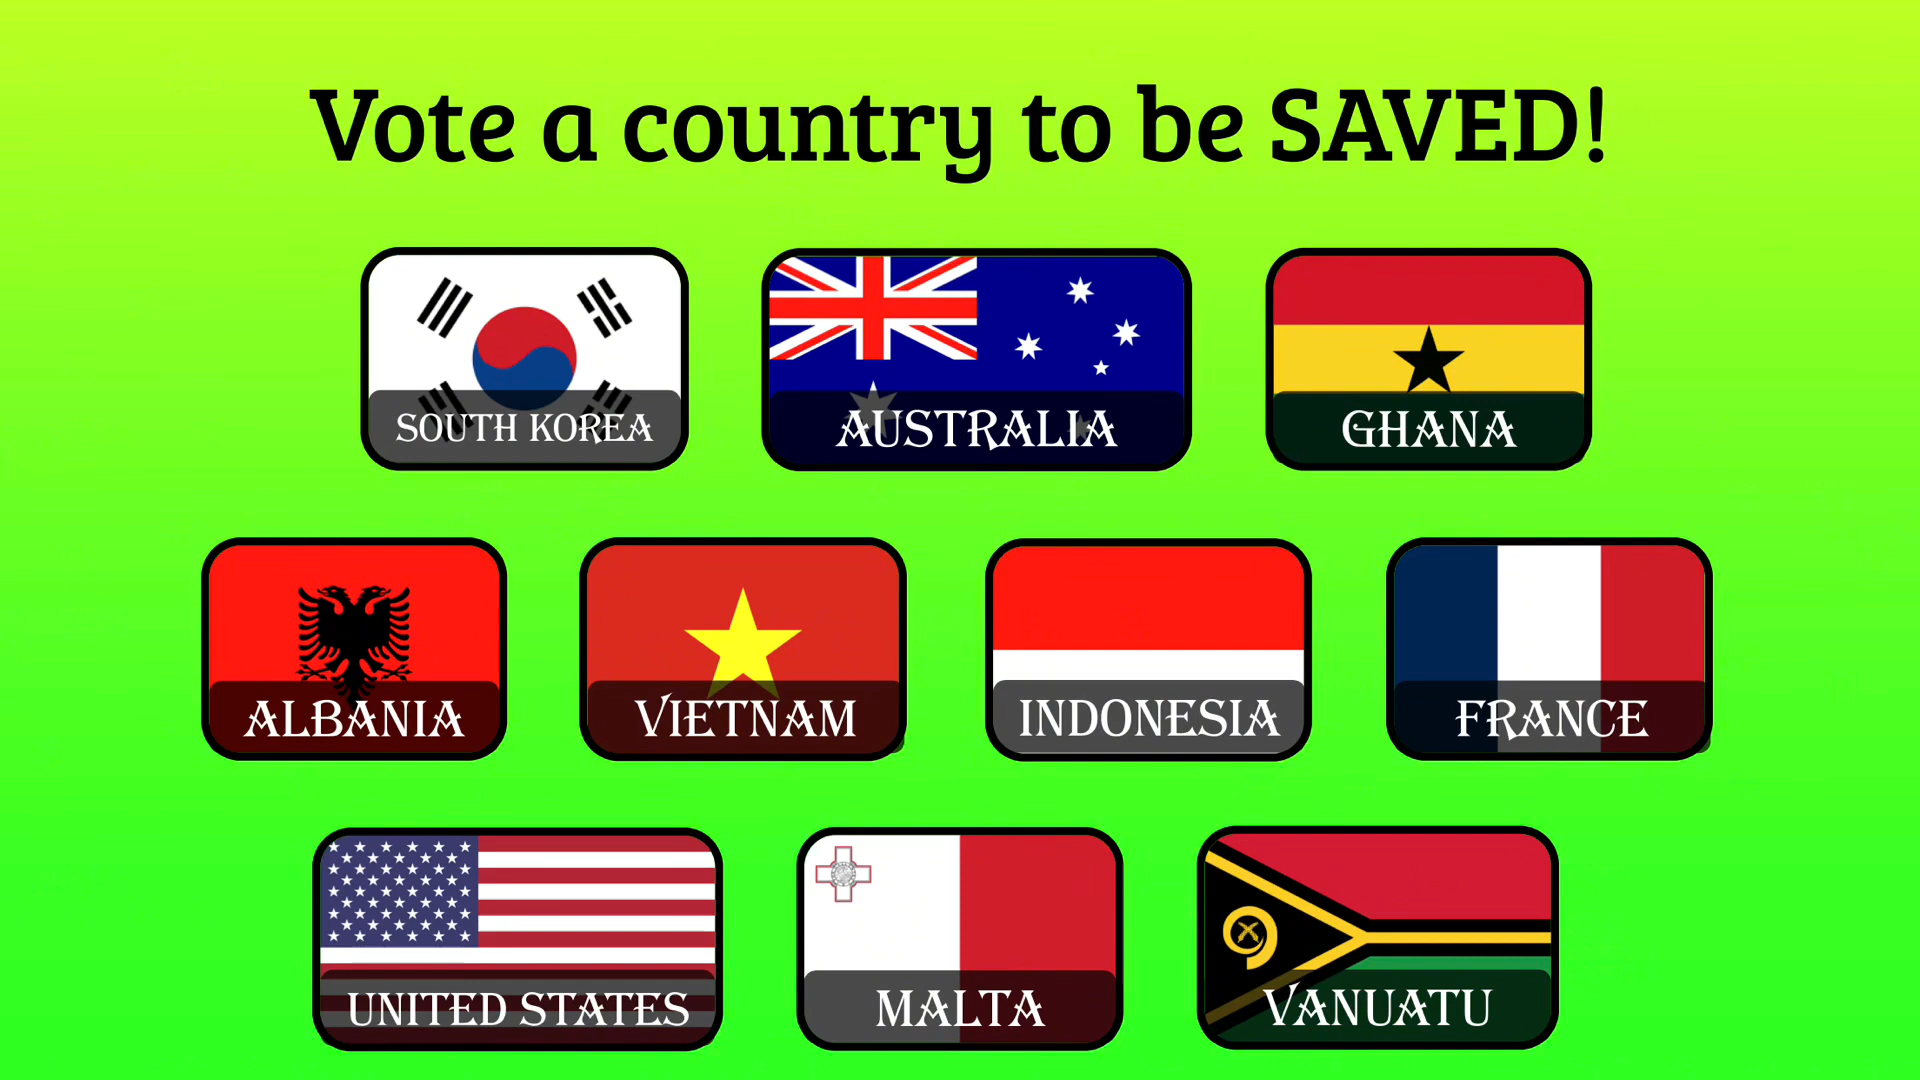 Vote a country to be SAVED!
SOUTH KOREA
AUSTRALIA
GHANA
ALBANIA
VIETNAM
INDONESIA
FRANCE
UNITED STATES
MALTA
VANUATU